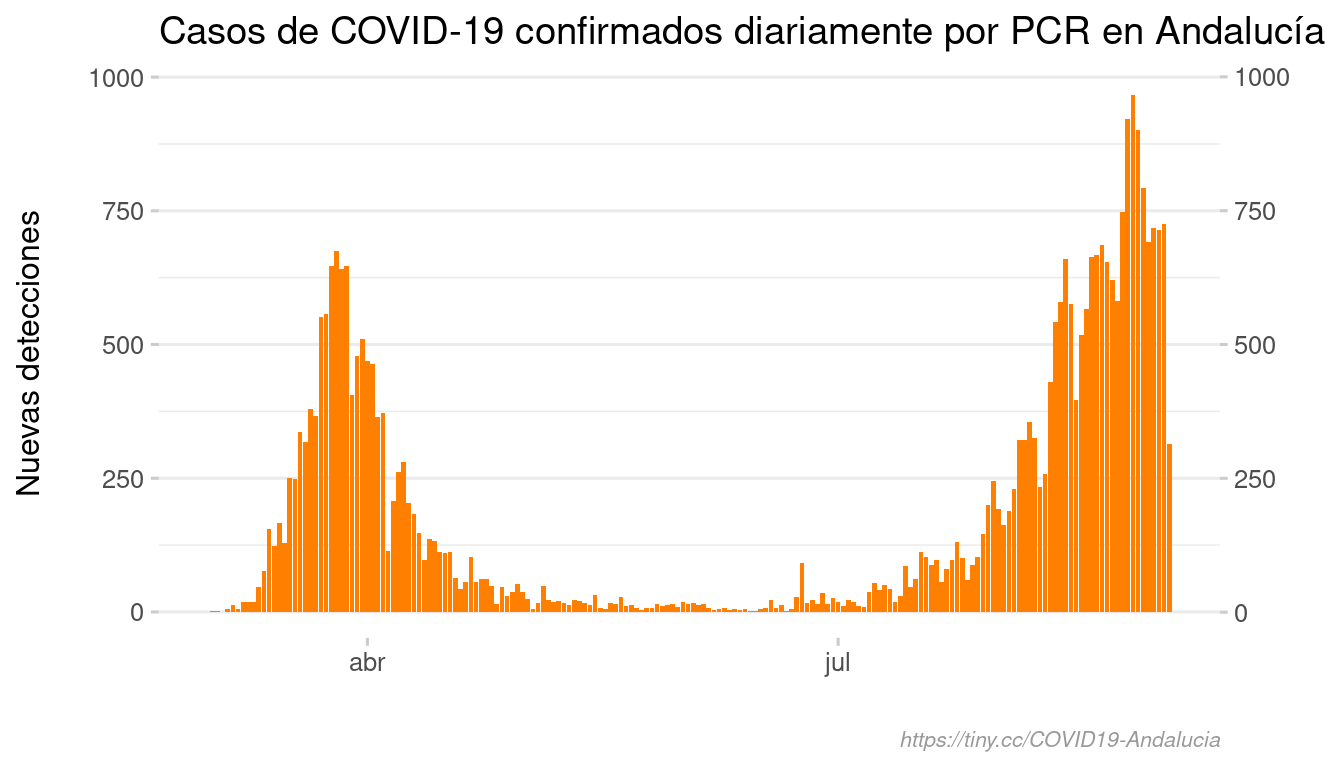 Casos de COVID-19 confirmados diariamente por PCR en Andalucía
Nuevas detecciones
1000
750
500
250
0
1000
750
500
250
0
abr
jul
https://tiny.cc/COVID19-Andalucia